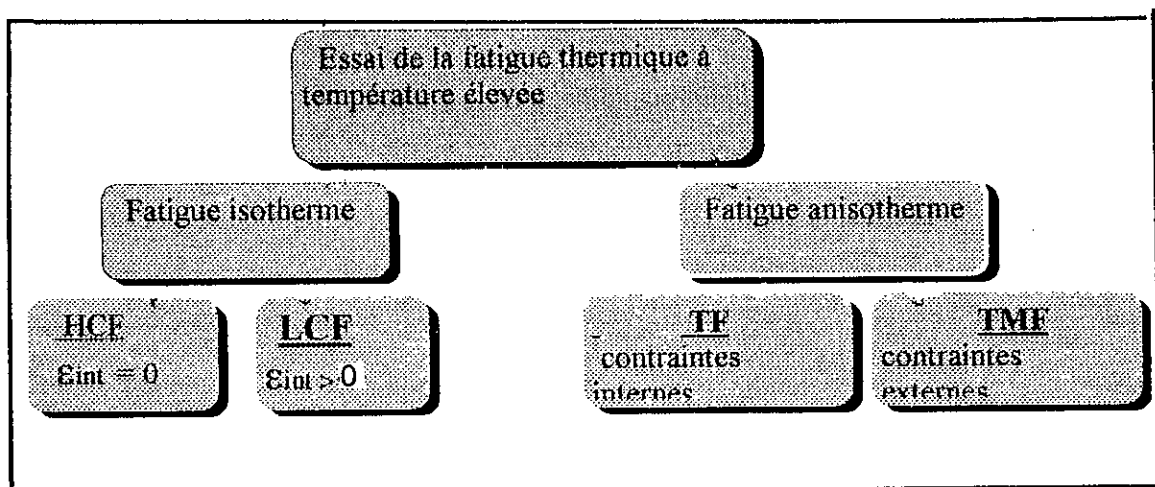 Essai de la fatigue thermique à
température élevee
Fatigue isotherme
Fatigue anisotherme
HCF
εint = 0
LCF
εint > 0
TF
contraintes
internes
TMF
contraintes
externes